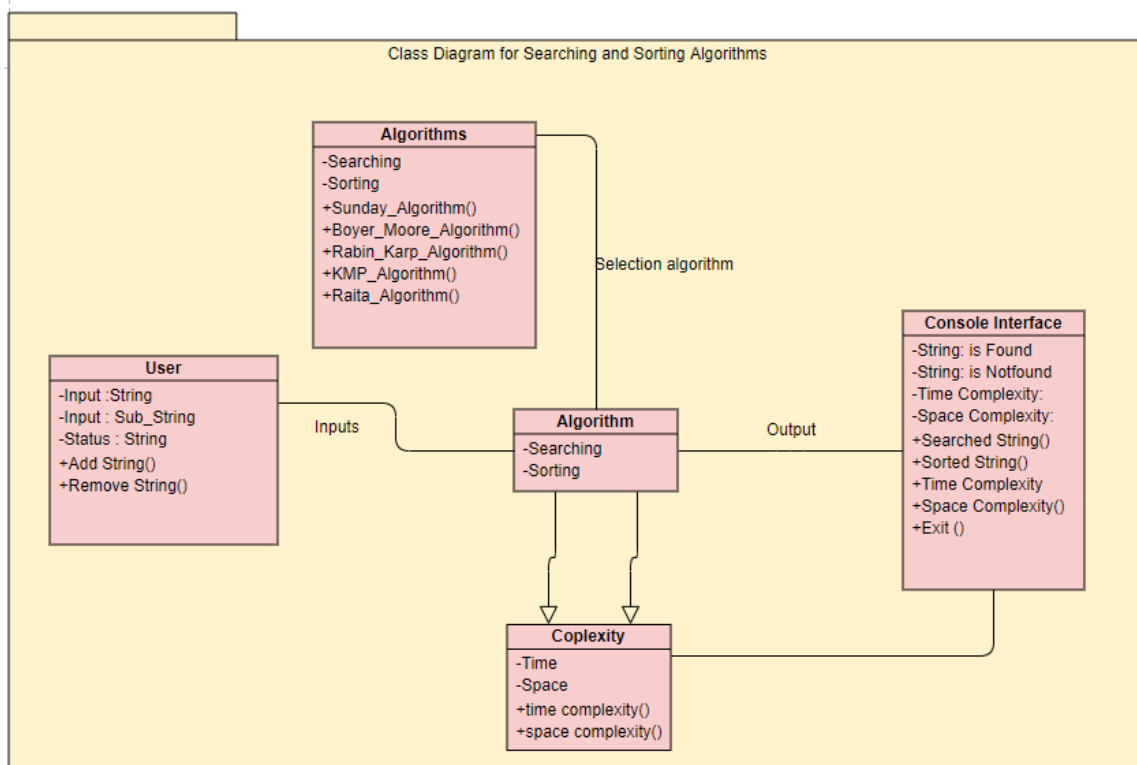 Class Diagram for Searching and Sorting Algorithms
Algorithms
-Searching
-Sorting
+Sunday_Algorithm()
+Boyer_Moore_Algorithm()
+Rabin_Karp_Algorithm()
+KMP_Algorithm()
+Raita_Algorithm()
Selection algorithm
User
-Input :String
-Input : Sub_String
-Status : String
+Add String()
+Remove String()
Inputs
Algorithm
-Searching
-Sorting
Output
Console Interface
-String: is Found
-String: is Notfound
-Time Complexity:
-Space Complexity:
+Searched String()
+Sorted String()
+Time Complexity
+Space Complexity()
+Exit ()
Coplexity
-Time
-Space
+time complexity()
+space complexity()